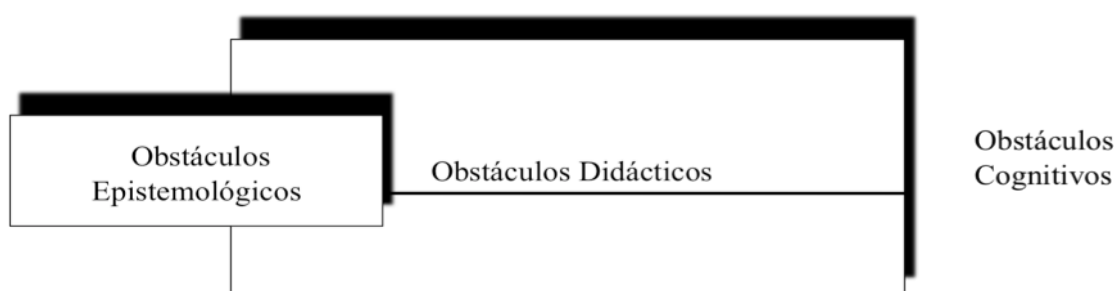 Obstáculos
Epistemológicos
Obstáculos Didácticos
Obstáculos
Cognitivos